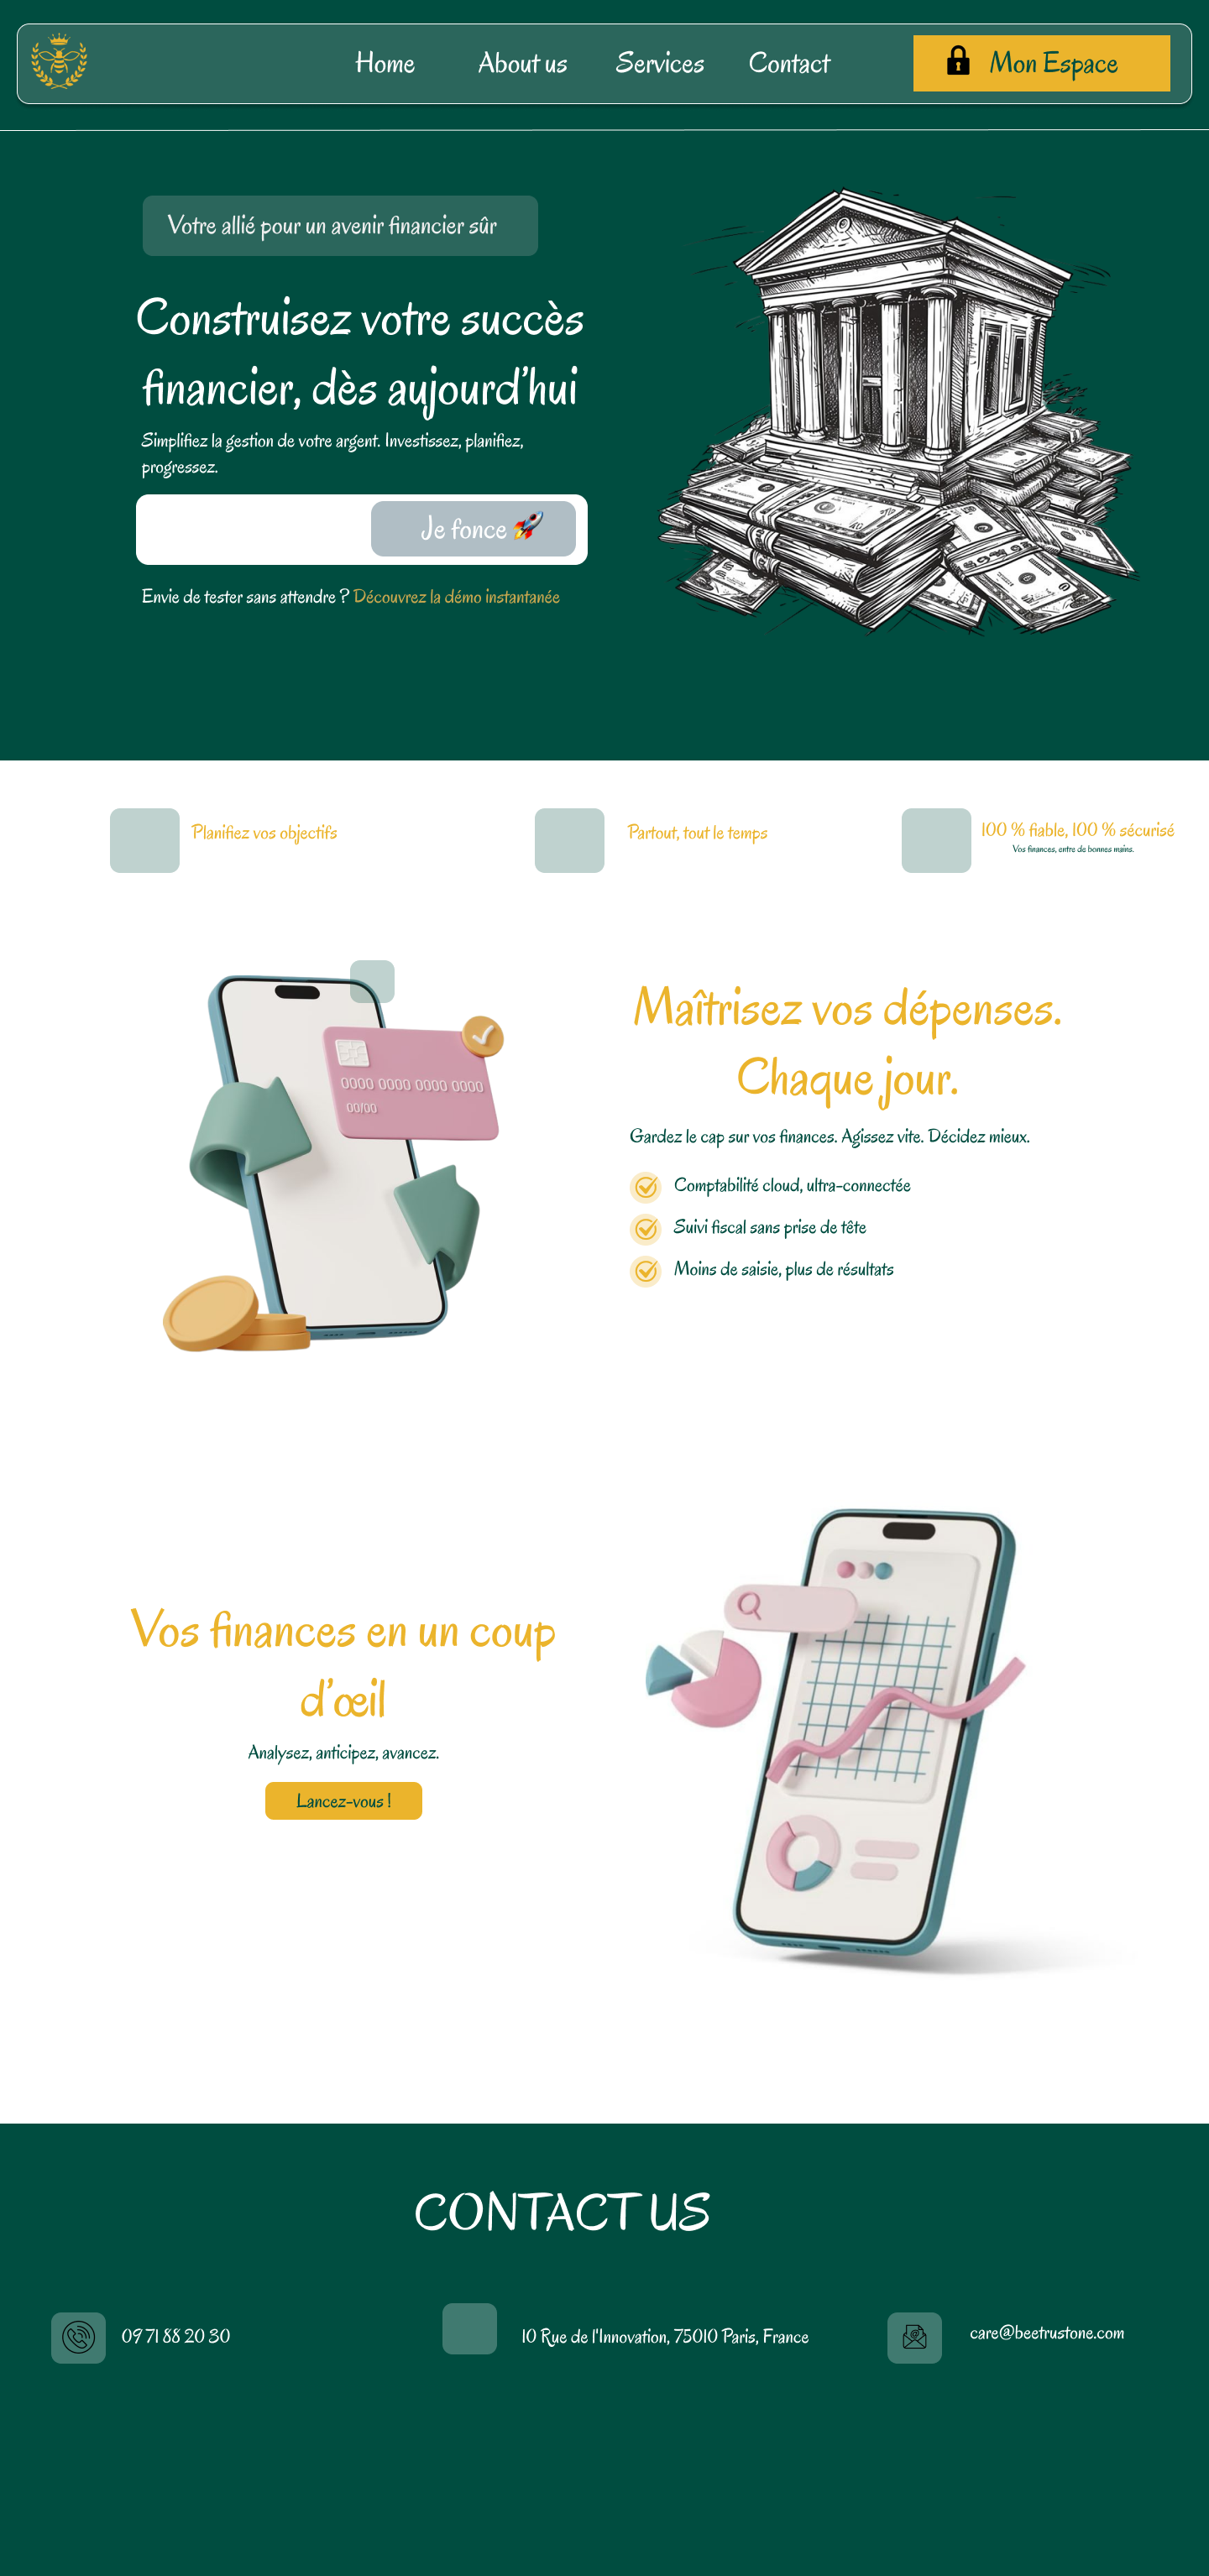 Home About us Services Contact Mon Espace
Votre allié pour un avenir financier sûr
Construisez votre succès
financier, dès aujourd’hui
Simplifiez la gestion de votre argent. Investissez, planifiez,
progressez.
Je fonce 🚀
Envie de tester sans attendre ? Découvrez la démo instantanée
Planifiez vos objectifs
Partout, tout le temps
100 % fiable, 100 % sécurisé
Vos finances, entre de bonnes mains.
0000 0000 0000 0000
00/00
Maîtrisez vos dépenses.
Chaque jour.
Gardez le cap sur vos finances. Agissez vite. Décidez mieux.
Comptabilité cloud, ultra-connectée
Suivi fiscal sans prise de tête
Moins de saisie, plus de résultats
Vos finances en un coup
d’œil
Analysez, anticipez, avancez.
Lancez-vous !
CONTACT US
09 71 88 20 30
10 Rue de l'Innovation, 75010 Paris, France
care@beetrustone.com